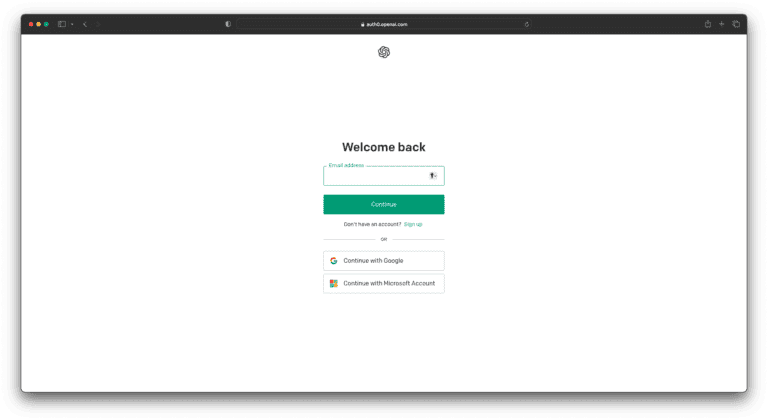 auth0.openai.com
Welcome back
Email address
Continue
Don't have an account? Sign up
OR
Continue with Google
Continue with Microsoft Account